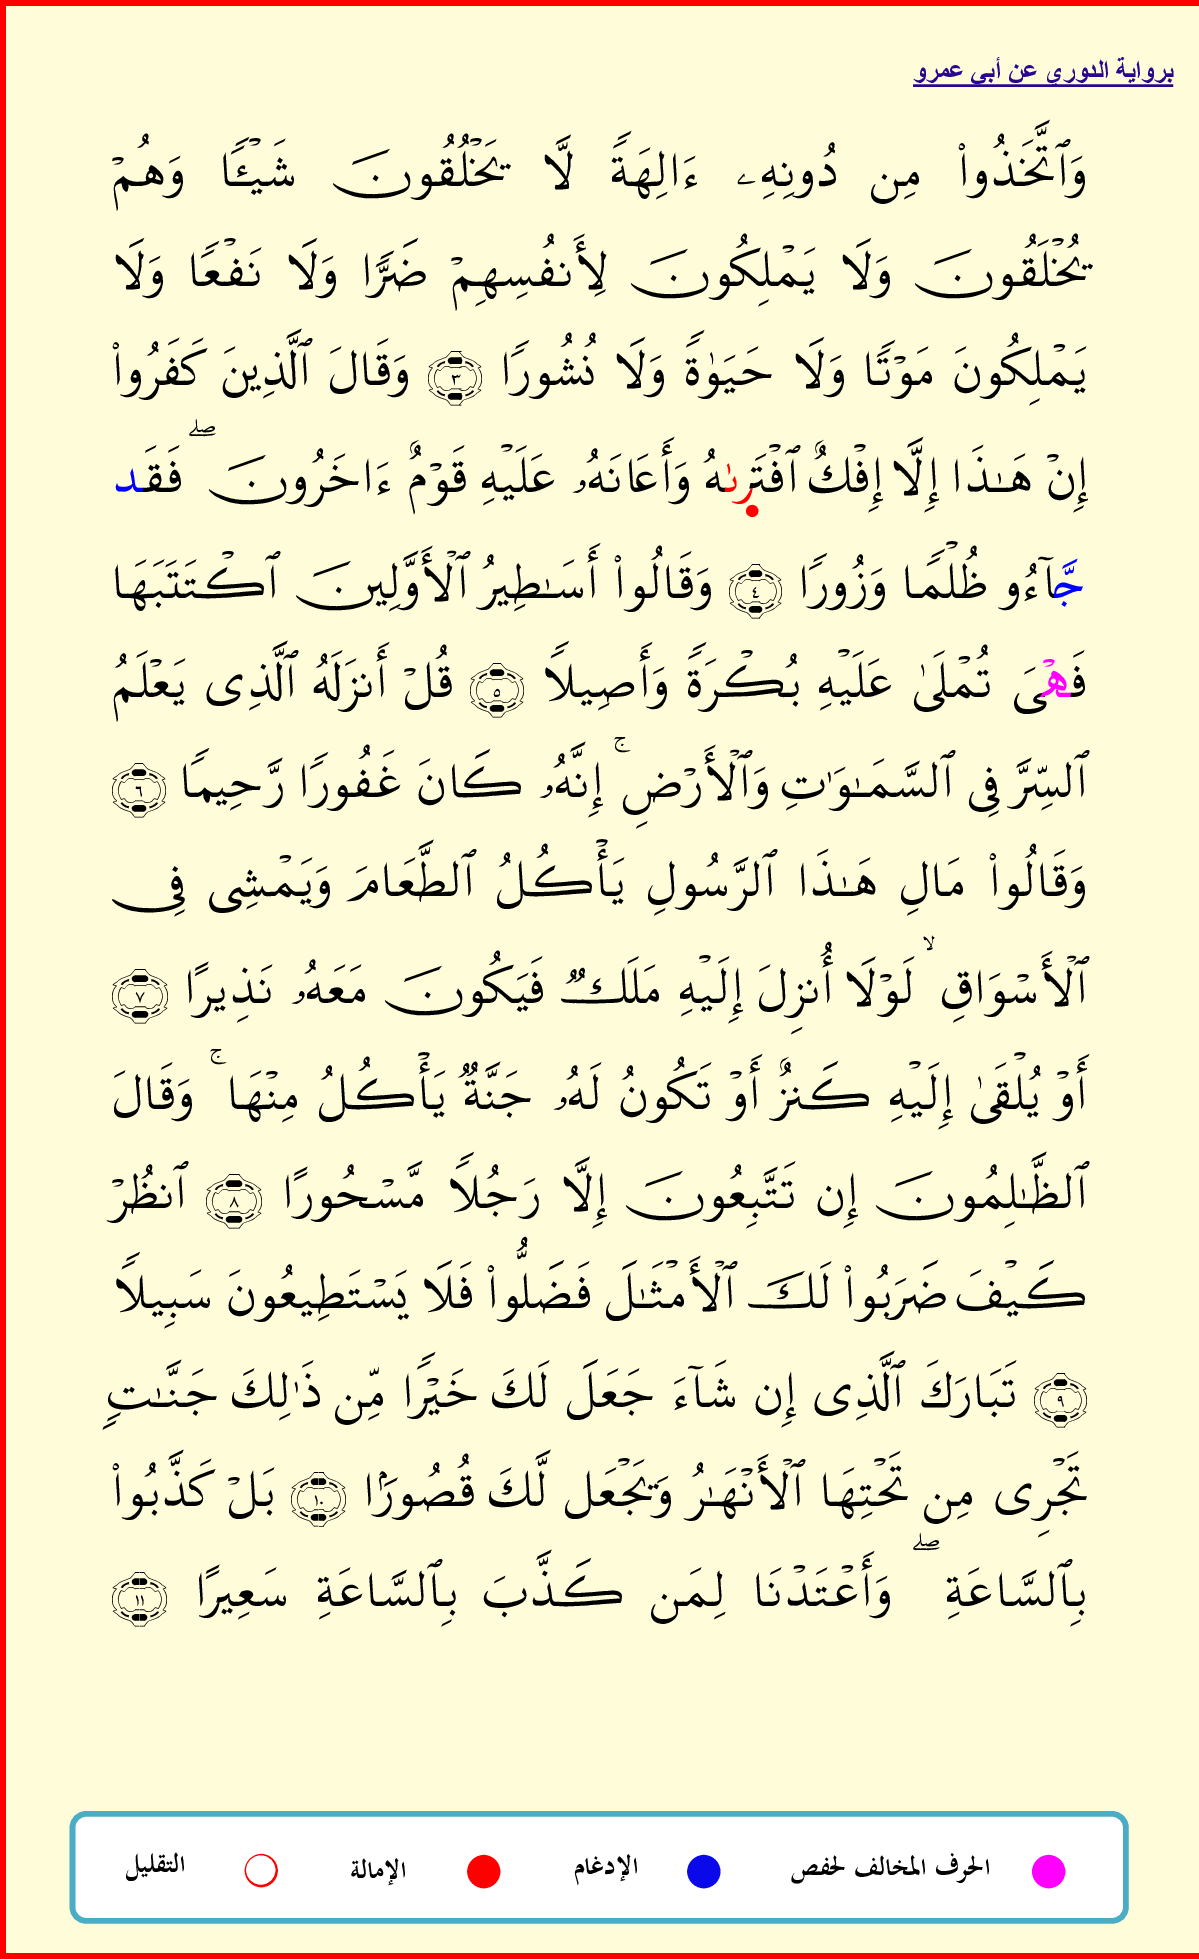 برواية الدوري عن أبي عمرو
وَٱتَّخَذُواْ مِن دُونِهِۦ ءَالِهَةٗ لَّا يَخۡلُقُونَ شَيۡـٔٗا وَهُمۡ
يُخۡلَقُونَ وَلَا يَمۡلِكُونَ لِأَنفُسِهِمۡ ضَرّٗا وَلَا نَفۡعٗا وَلَا
يَمۡلِكُونَ مَوۡتٗا وَلَا حَيَوٰةٗ وَلَا نُشُورٗا ٣ وَقَالَ ٱلَّذِينَ كَفَرُواْ
إِنۡ هَـٰذَا إِلَّا إِفۡكٌ ٱفۡتَرٜىٰهُ وَأَعَانَهُۥ عَلَيۡهِ قَوۡمٌ ءَاخَرُونَۖ فَقَد
جَّآءُو ظُلۡمٗا وَزُورٗا ٤ وَقَالُواْ أَسَـٰطِيرُ ٱلۡأَوَّلِينَ ٱكۡتَتَبَهَا
فَهۡىَ تُمۡلَىٰ عَلَيۡهِ بُكۡرَةٗ وَأَصِيلٗا ٥ قُلۡ أَنزَلَهُ ٱلَّذِى يَعۡلَمُ
ٱلسِّرَّ فِى ٱلسَّمَـٰوَٰتِ وَٱلۡأَرۡضِۚ إِنَّهُۥ كَانَ غَفُورٗا رَّحِيمٗا ٦
وَقَالُواْ مَالِ هَـٰذَا ٱلرَّسُولِ يَأۡكُلُ ٱلطَّعَامَ وَيَمۡشِى فِى
ٱلۡأَسۡوَاقِۙ لَوۡلَا أُنزِلَ إِلَيۡهِ مَلَكٞ فَيَكُونَ مَعَهُۥ نَذِيرًا ٧
أَوۡ يُلۡقَىٰ إِلَيۡهِ كَنزٌ أَوۡ تَكُونُ لَهُۥ جَنَّةٞ يَأۡكُلُ مِنۡهَاۚ وَقَالَ
ٱلظَّـٰلِمُونَ إِن تَتَّبِعُونَ إِلَّا رَجُلٗا مَّسۡحُورًا ٨ ٱنظُرۡ
كَيۡفَ ضَرَبُواْ لَكَ ٱلۡأَمۡثَـٰلَ فَضَلُّواْ فَلَا يَسۡتَطِيعُونَ سَبِيلٗا
٩ تَبَارَكَ ٱلَّذِى إِن شَآءَ جَعَلَ لَكَ خَيۡرٗا مِّن ذَٰلِكَ جَنَّـٰتٖ
تَجۡرِى مِن تَحۡتِهَا ٱلۡأَنۡهَـٰرُ وَيَجۡعَل لَّكَ قُصُورَۢا ١٠ بَلۡ كَذَّبُواْ
بِٱلسَّاعَةِۖ وَأَعۡتَدۡنَا لِمَن كَذَّبَ بِٱلسَّاعَةِ سَعِيرًا ١١
الحرف المخالف لحفص الإدغام الإمالة التقليل